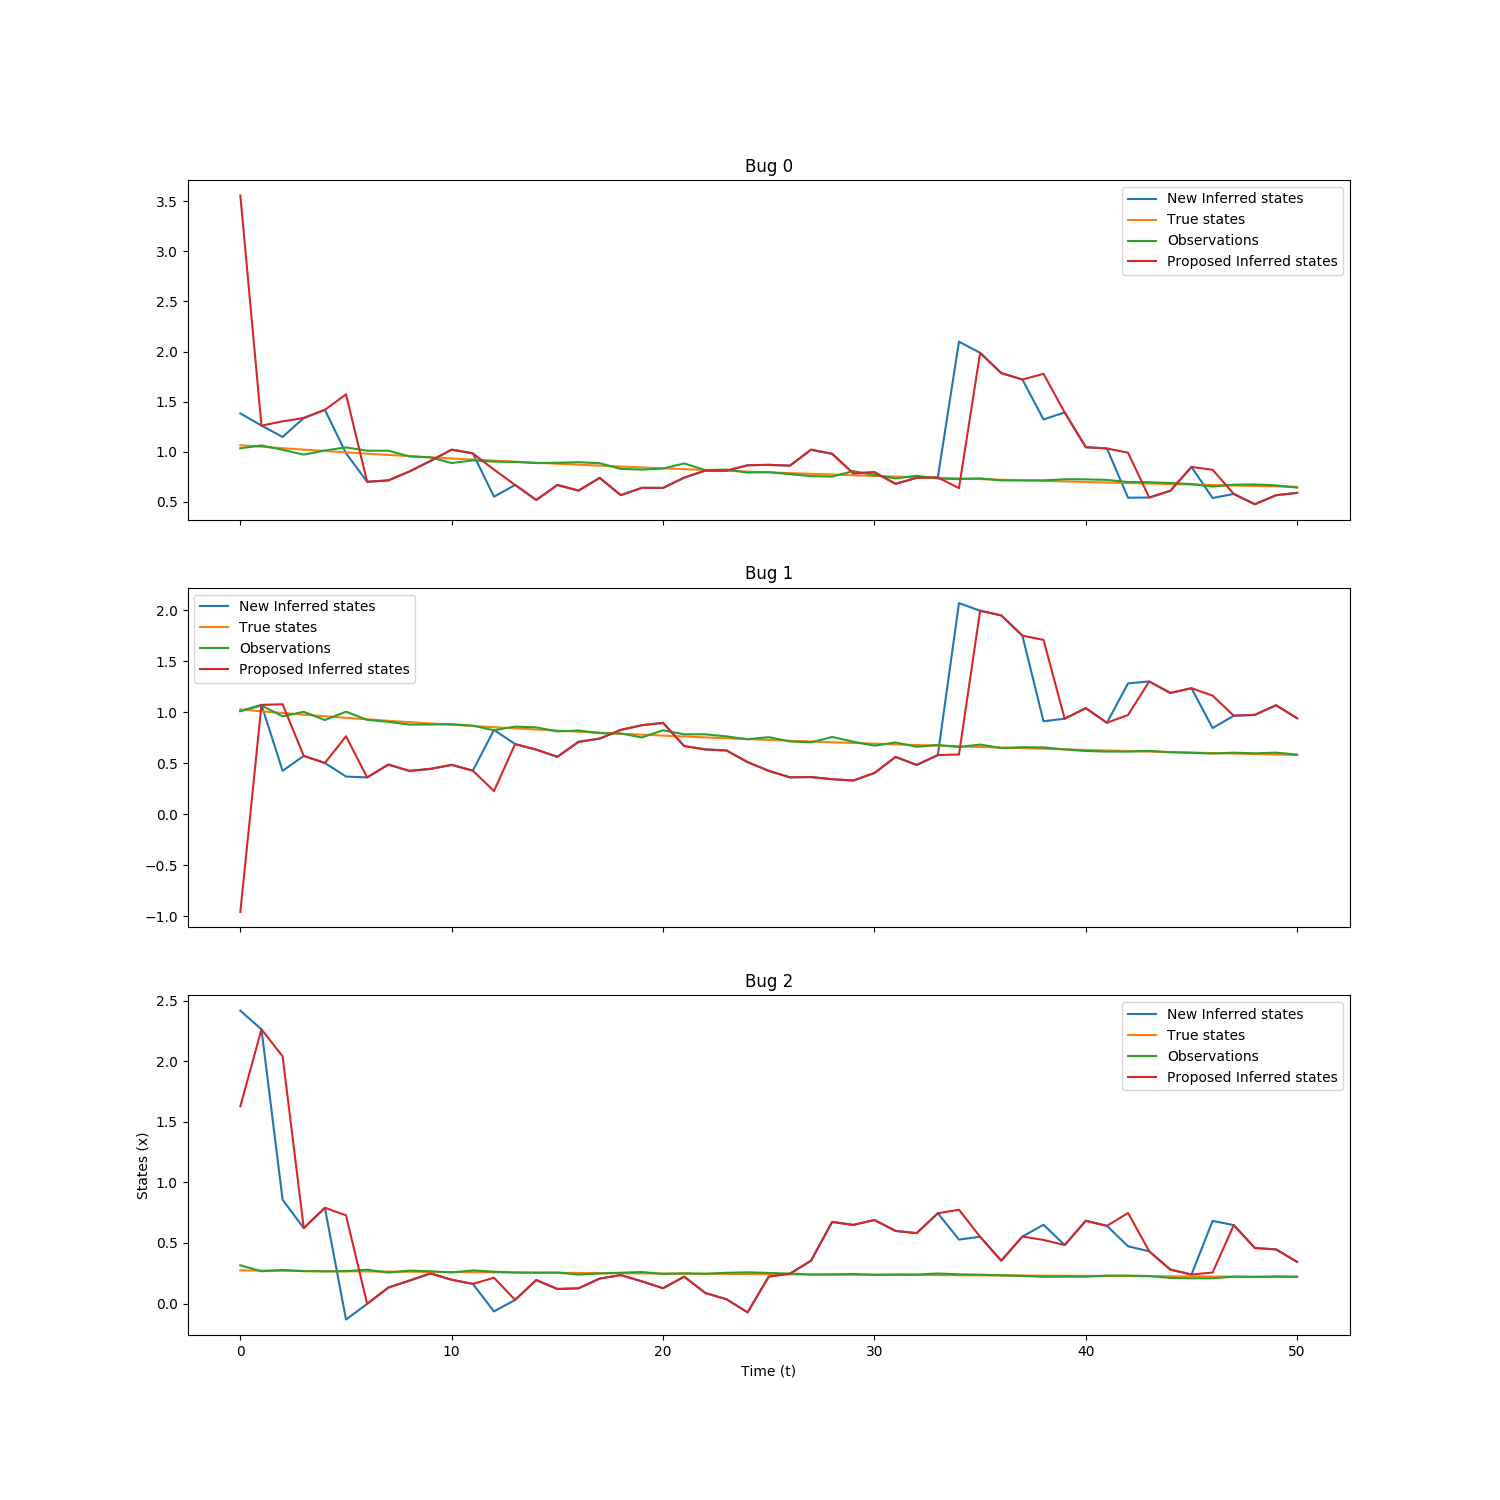 Bug 0
3.5
3.0
2.5
2.0
1.5
1.0
0.5
New Inferred states
True states
Observations
Proposed Inferred states
Bug 1
2.0
1.5
1.0
0.5
0.0
−0.5
−1.0
New Inferred states
True states
Observations
Proposed Inferred states
Bug 2
States (x)
2.5
2.0
1.5
1.0
0.5
0.0
New Inferred states
True states
Observations
Proposed Inferred states
0 10 20 30 40 50
Time (t)